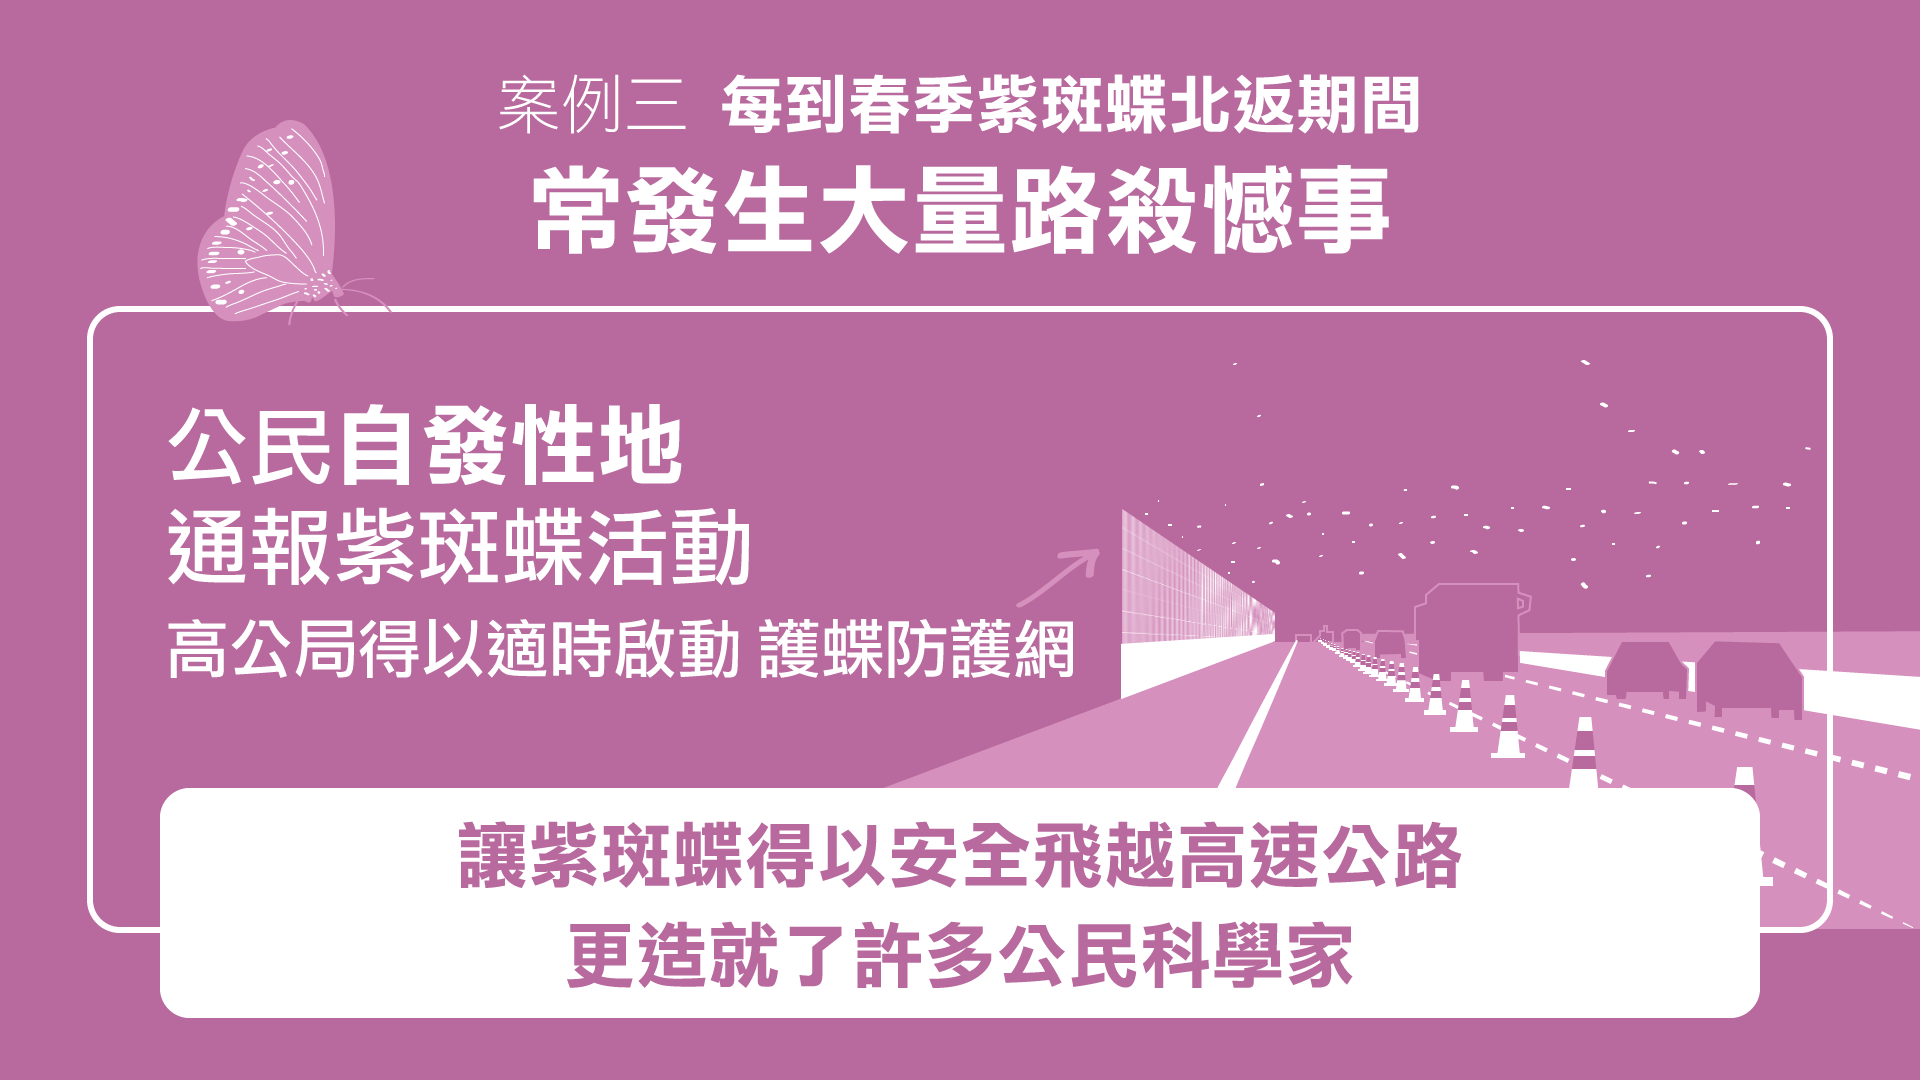 案例三 每到春季紫斑蝶北返期間
常發生大量路殺憾事
公民自發性地
通報紫斑蝶活動
高公局得以適時啟動 護蝶防護網
讓紫斑蝶得以安全飛越高速公路
更造就了許多公民科學家